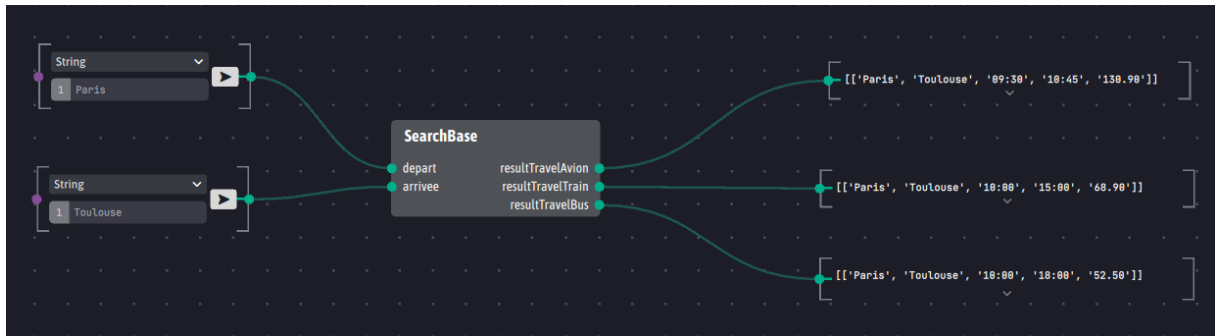 String
1 Paris
String
1 Toulouse
SearchBase
depart resultTravelAvion
arrivee resultTravelTrain
resultTravelBus
[['Paris', 'Toulouse', '09:30', '10:45', '130.90']]
[['Paris', 'Toulouse', '10:00', '15:00', '68.90']]
[['Paris', 'Toulouse', '10:00', '18:00', '52.50']]